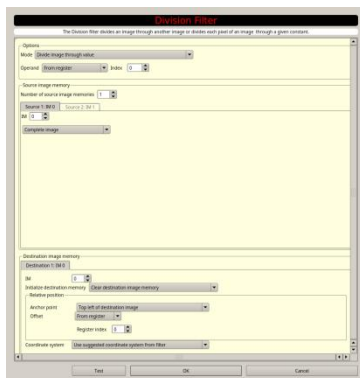 Division Filter
The Division filter divides an image through another image or divides each pixel of an image through a given constant.
Options
Mode Divide image through value
Operand From register Index 0
Source image memory
Number of source image memories 1
Source 1: IM 0 Source 2: IM 1
IM 0
Complete image
Destination image memory
Destination 1: IM 0
IM 0
Initialize destination memory Clear destination image memory
Relative position
Anchor point Top left of destination image
Offset From register
Register index 3
Coordinate system Use suggested coordinate system from filter
Test OK Cancel